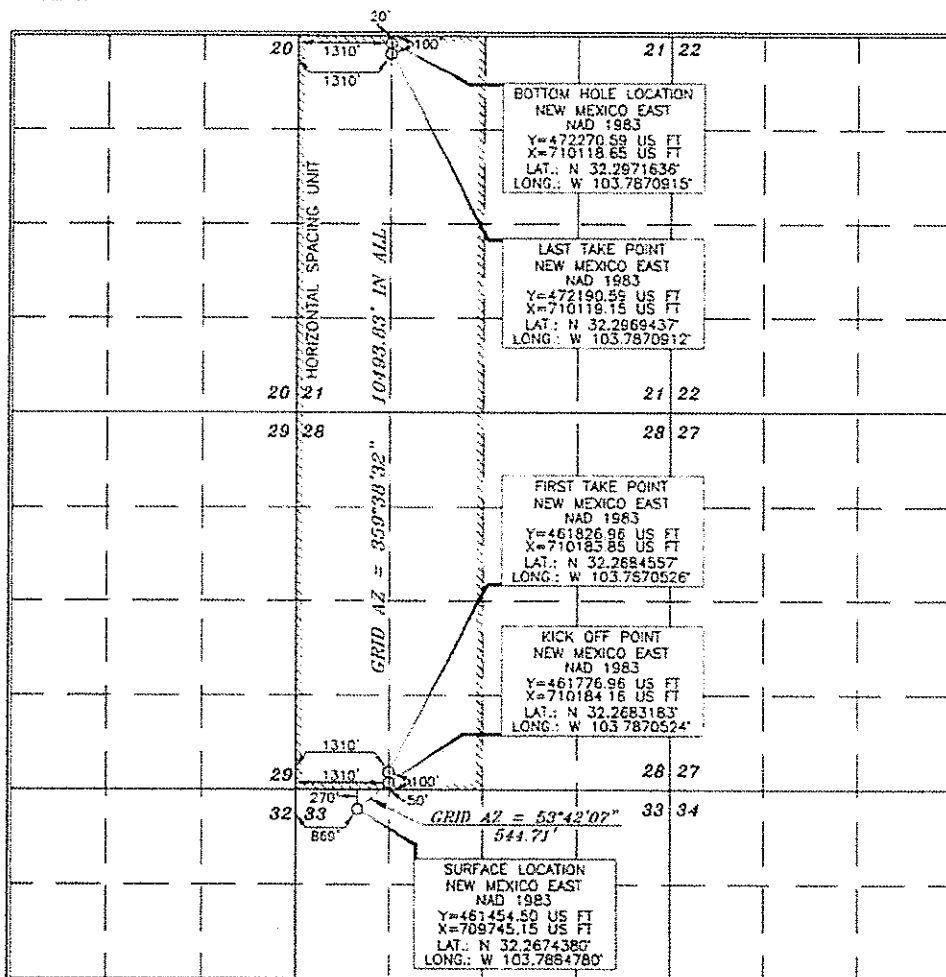 20'
20
1310'
100'
1310'
21 22
BOTTOM HOLE LOCATION
NEW MEXICO EAST
NAD 1983
Y=472270.59 US FT
X=710118.65 US FT
LAT.: N 32.2971636°
LONG.: W 103.7870915°
HORIZONTAL SPACING UNIT
10493.83' IN ALL
LAST TAKE POINT
NEW MEXICO EAST
NAD 1983
Y=472190.59 US FT
X=710119.15 US FT
LAT.: N 32.2969437°
LONG.: W 103.7870912°
20 21
21 22
29 28
28 27
GRID AZ = 359°38'32"
FIRST TAKE POINT
NEW MEXICO EAST
NAD 1983
Y=461826.96 US FT
X=710183.85 US FT
LAT.: N 32.2684557°
LONG.: W 103.7870526°
KICK OFF POINT
NEW MEXICO EAST
NAD 1983
Y=461776.96 US FT
X=710184.16 US FT
LAT.: N 32.2683183°
LONG.: W 103.7870524°
1310'
29
1310'
100'
28 27
50'
32 33
270'
GRID AZ = 53°42'07"
33 34
544.71'
SURFACE LOCATION
NEW MEXICO EAST
NAD 1983
Y=461454.50 US FT
X=709745.15 US FT
LAT.: N 32.2674380°
LONG.: W 103.7884780°